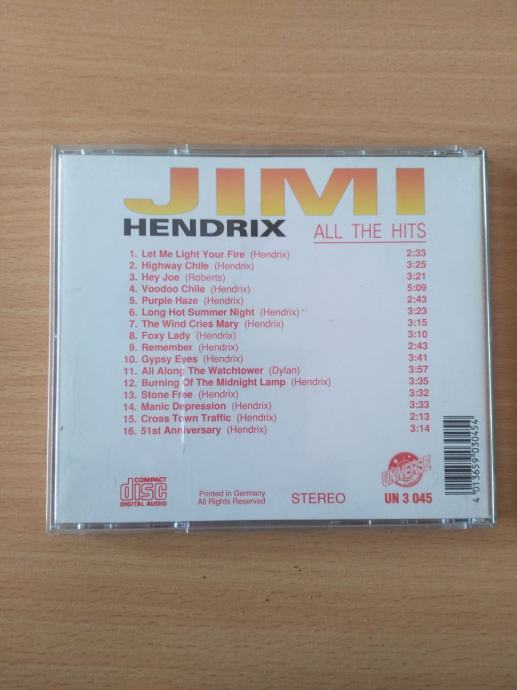 JIMI
HENDRIX ALL THE HITS
1. Let Me Light Your Fire (Hendrix) 2:33
2. Highway Chile (Hendrix) 3:25
3. Hey Joe (Roberts) 3:21
4. Voodoo Chile (Hendrix) 5:09
5. Purple Haze (Hendrix) 2:43
6. Long Hot Summer Night (Hendrix) 3:23
7. The Wind Cries Mary (Hendrix) 3:15
8. Foxy Lady (Hendrix) 3:10
9. Remember (Hendrix) 2:43
10. Gypsy Eyes (Hendrix) 3:41
11. All Along The Watchtower (Dylan) 3:57
12. Burning Of The Midnight Lamp (Hendrix) 3:35
13. Stone Free (Hendrix) 3:32
14. Manic Depression (Hendrix) 3:33
15. Cross Town Traffic (Hendrix) 2:13
16. 51st Anniversary (Hendrix) 3:14
COMPACT
disc
DIGITAL AUDIO
Printed in Germany
All Rights Reserved
STEREO
UNIVERSE
UN 3 045
4 013659 030454